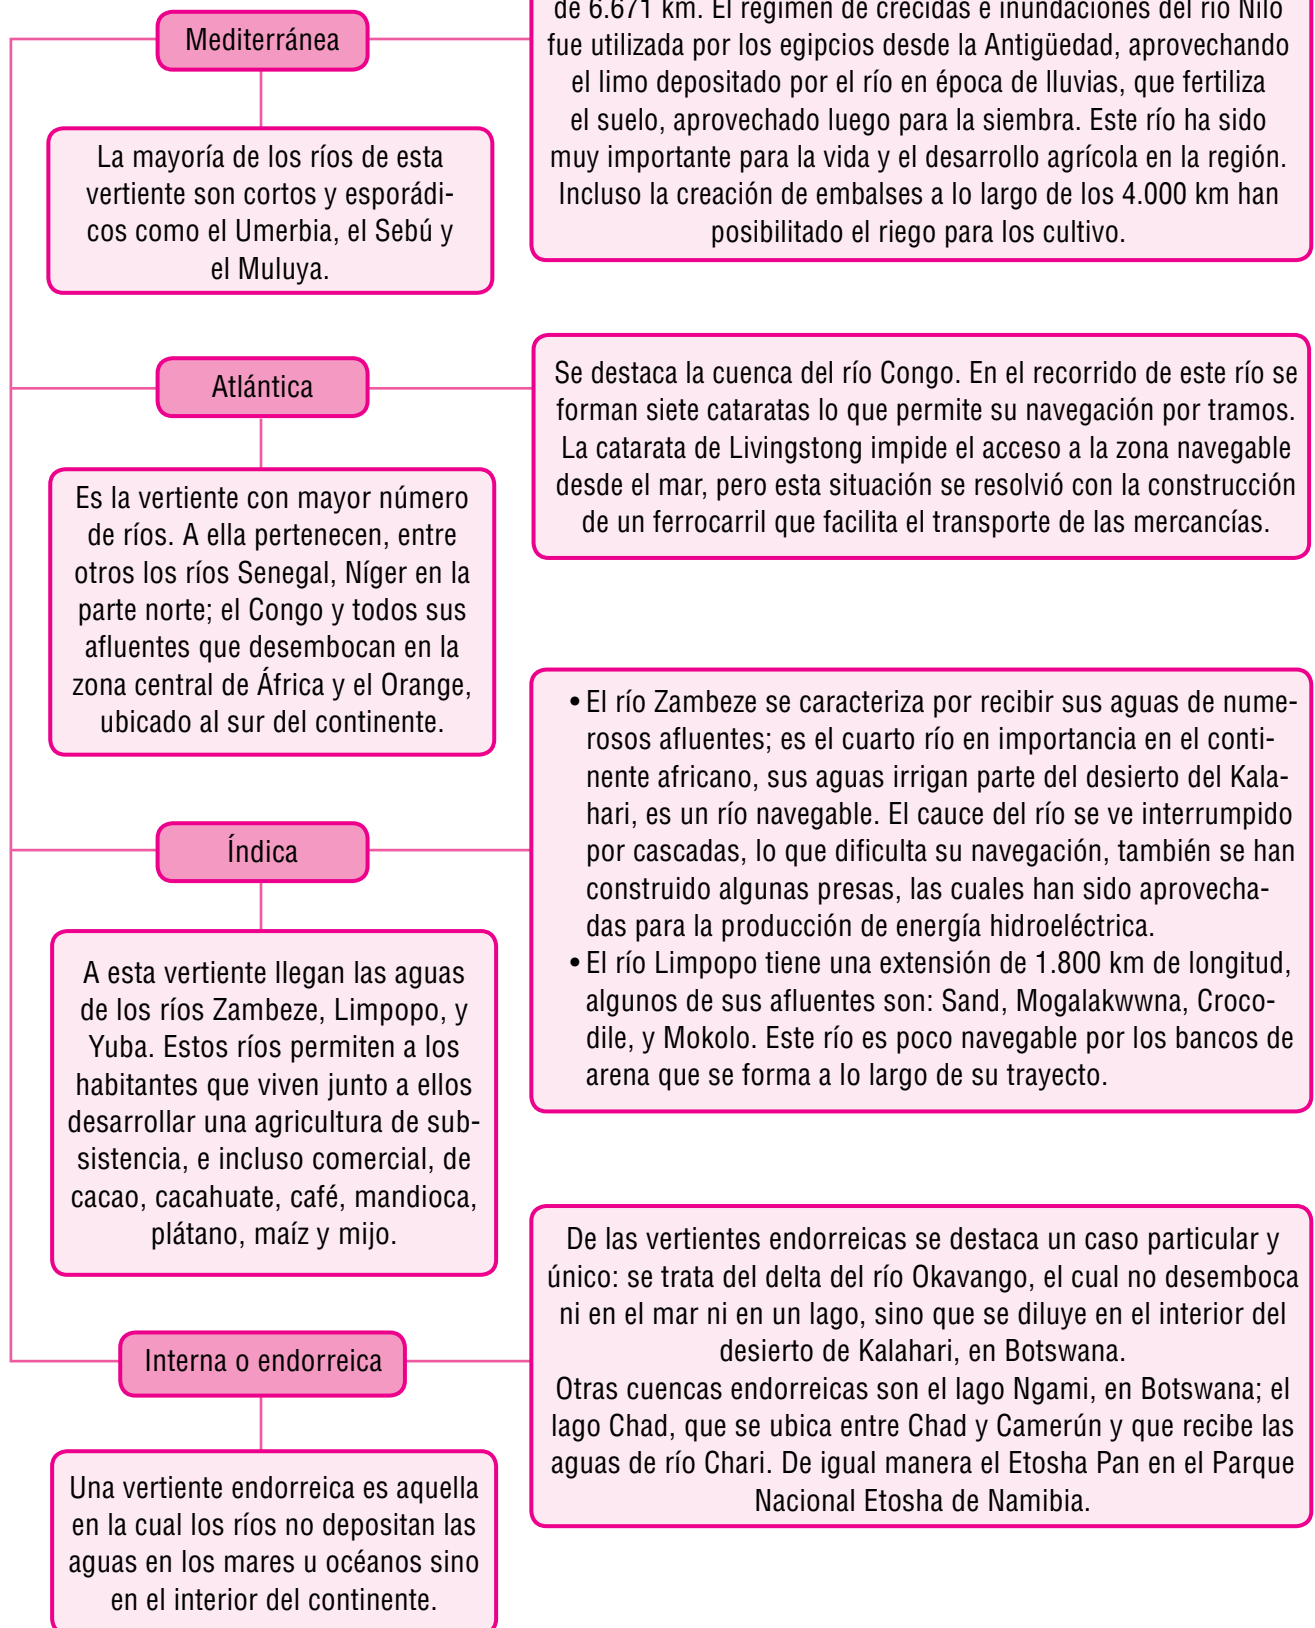 Mediterránea
de 6.671 km. El régimen de crecidas e inundaciones del río Nilo
fue utilizada por los egipcios desde la Antigüedad, aprovechando
el limo depositado por el río en época de lluvias, que fertiliza
el suelo, aprovechado luego para la siembra. Este río ha sido
muy importante para la vida y el desarrollo agrícola en la región.
Incluso la creación de embalses a lo largo de los 4.000 km han
posibilitado el riego para los cultivo.
La mayoría de los ríos de esta
vertiente son cortos y esporádi-
cos como el Umerbia, el Sebú y
el Muluya.
Atlántica
Se destaca la cuenca del río Congo. En el recorrido de este río se
forman siete cataratas lo que permite su navegación por tramos.
La catarata de Livingstong impide el acceso a la zona navegable
desde el mar, pero esta situación se resolvió con la construcción
de un ferrocarril que facilita el transporte de las mercancías.
Es la vertiente con mayor número
de ríos. A ella pertenecen, entre
otros los ríos Senegal, Níger en la
parte norte; el Congo y todos sus
afluentes que desembocan en la
zona central de África y el Orange,
ubicado al sur del continente.
Índica
• El río Zambeze se caracteriza por recibir sus aguas de nume-
rosos afluentes; es el cuarto río en importancia en el conti-
nente africano, sus aguas irrigan parte del desierto del Kala-
hari, es un río navegable. El cauce del río se ve interrumpido
por cascadas, lo que dificulta su navegación, también se han
construido algunas presas, las cuales han sido aprovecha-
das para la producción de energía hidroeléctrica.
• El río Limpopo tiene una extensión de 1.800 km de longitud,
algunos de sus afluentes son: Sand, Mogalakwwna, Croco-
dile, y Mokolo. Este río es poco navegable por los bancos de
arena que se forma a lo largo de su trayecto.
A esta vertiente llegan las aguas
de los ríos Zambeze, Limpopo, y
Yuba. Estos ríos permiten a los
habitantes que viven junto a ellos
desarrollar una agricultura de sub-
sistencia, e incluso comercial, de
cacao, cacahuate, café, mandioca,
plátano, maíz y mijo.
Interna o endorreica
De las vertientes endorreicas se destaca un caso particular y
único: se trata del delta del río Okavango, el cual no desemboca
ni en el mar ni en un lago, sino que se diluye en el interior del
desierto de Kalahari, en Botswana.
Otras cuencas endorreicas son el lago Ngami, en Botswana; el
lago Chad, que se ubica entre Chad y Camerún y que recibe las
aguas de río Chari. De igual manera el Etosha Pan en el Parque
Nacional Etosha de Namibia.
Una vertiente endorreica es aquella
en la cual los ríos no depositan las
aguas en los mares u océanos sino
en el interior del continente.